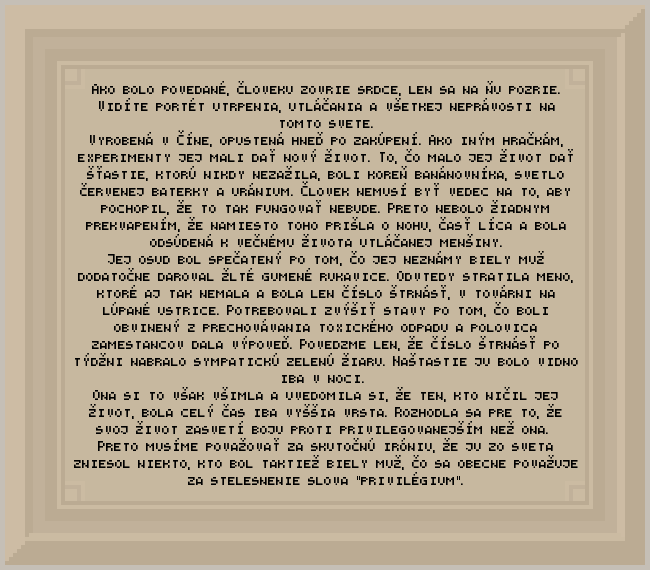 Ako bolo povedané, človeku zovrie srdce, len sa na ňu pozrie.
Vidíte portét utrpenia, utláčania a všetkej neprávosti na
tomto svete.
Vyrobená v Číne, opustená hneď po zakúpení. Ako iným hračkám,
experimenty jej mali dať nový život. To, čo malo jej život dať
šťastie, ktorú nikdy nezažila, boli koreň banánovníka, svetlo
červenej baterky a uránium. Človek nemusí byť vedec na to, aby
pochopil, že to tak fungovať nebude. Preto nebolo žiadnym
prekvapením, že namiesto toho prišla o nohu, časť líca a bola
odsúdená k večnému života utláčanej menšiny.
Jej osud bol spečatený po tom, čo jej neznámy biely muž
dodatočne daroval žlté gumené rukavice. Odvtedy stratila meno,
ktoré aj tak nemala a bola len číslo štrnásť, v továrni na
lúpané ustrice. Potrebovali zvýšiť stavy po tom, čo boli
obvinený z prechovávania toxického odpadu a polovica
zamestancov dala výpoveď. Povedzme len, že číslo štrnásť po
týždni nabralo sympatickú zelenú žiaru. Naštastie ju bolo vidno
iba v noci.
Ona si to však všimla a uvedomila si, že ten, kto ničil jej
život, bola celý čas iba vyššia vrsta. Rozhodla sa pre to, že
svoj život zasvetí boju proti privilegovanejším než ona.
Preto musíme považovať za skutočnú iróniu, že ju zo sveta
zniesol niekto, kto bol taktiež biely muž, čo sa obecne považuje
za stelesnenie slova "privilégium".